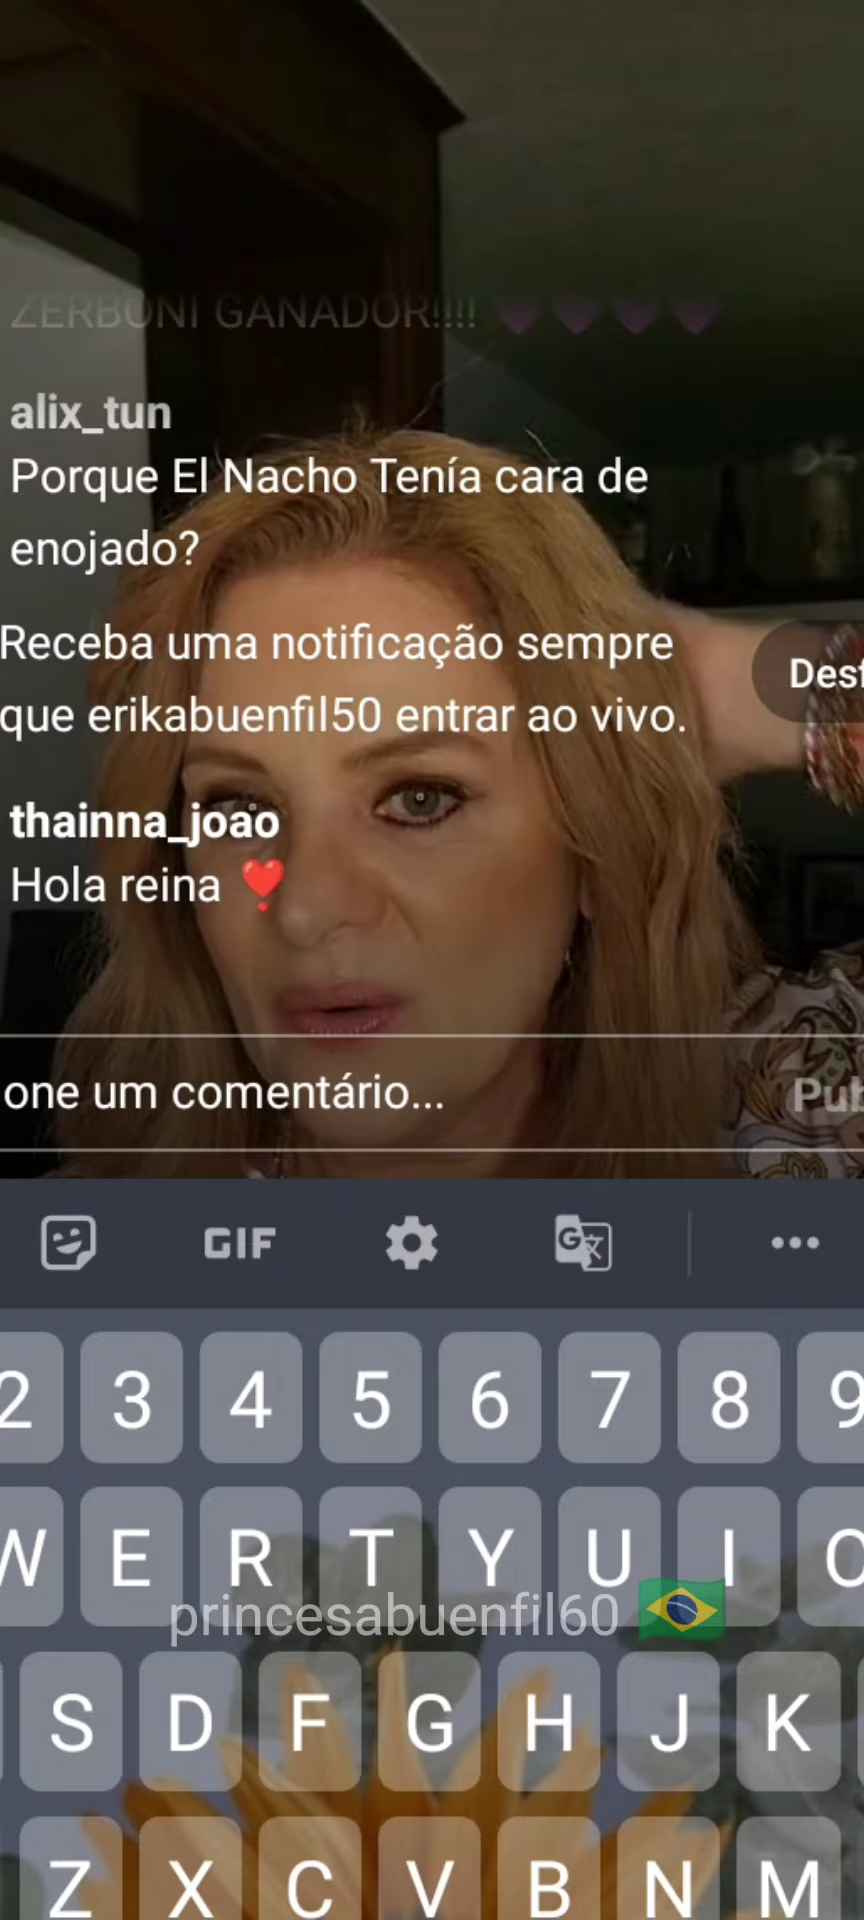 ZERBONI GANADOR!!!! 💜💜💜💜
alix_tun
Porque El Nacho Tenía cara de
enojado?
Receba uma notificação sempre
que erikabuenfil50 entrar ao vivo.
thainna_joao
Hola reina ❣️
one um comentário...
GIF
2 3 4 5 6 7 8 9
W E R T Y U I O
princesabuenfil60 🇧🇷
S D F G H J K
Z X C V B N M